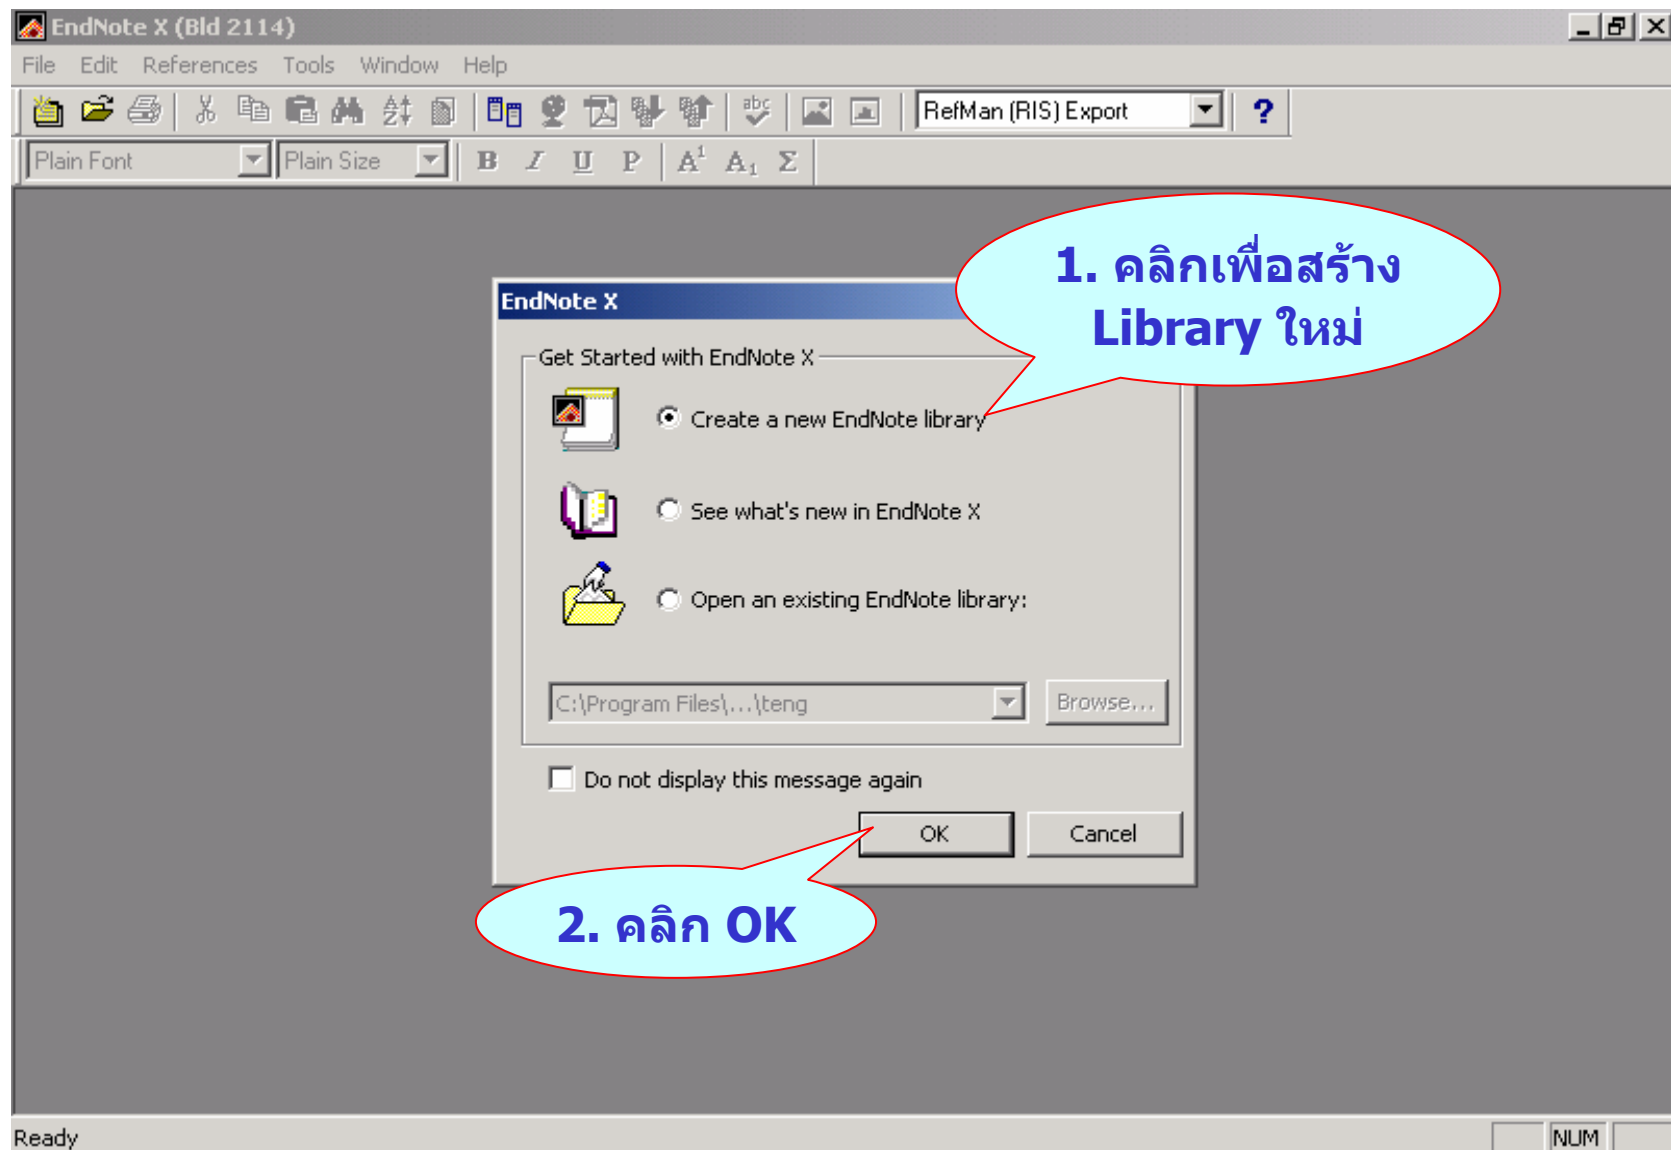 EndNote X (Bld 2114)
File Edit References Tools Window Help
abc RefMan (RIS) Export ?
Plain Font Plain Size B I U P A1 A1 Σ
1. คลิกเพื่อสร้าง
Library ใหม่
EndNote X
Get Started with EndNote X
Create a new EndNote library
See what's new in EndNote X
Open an existing EndNote library:
C:\Program Files\...\teng Browse...
Do not display this message again
OK Cancel
2. คลิก OK
Ready NUM